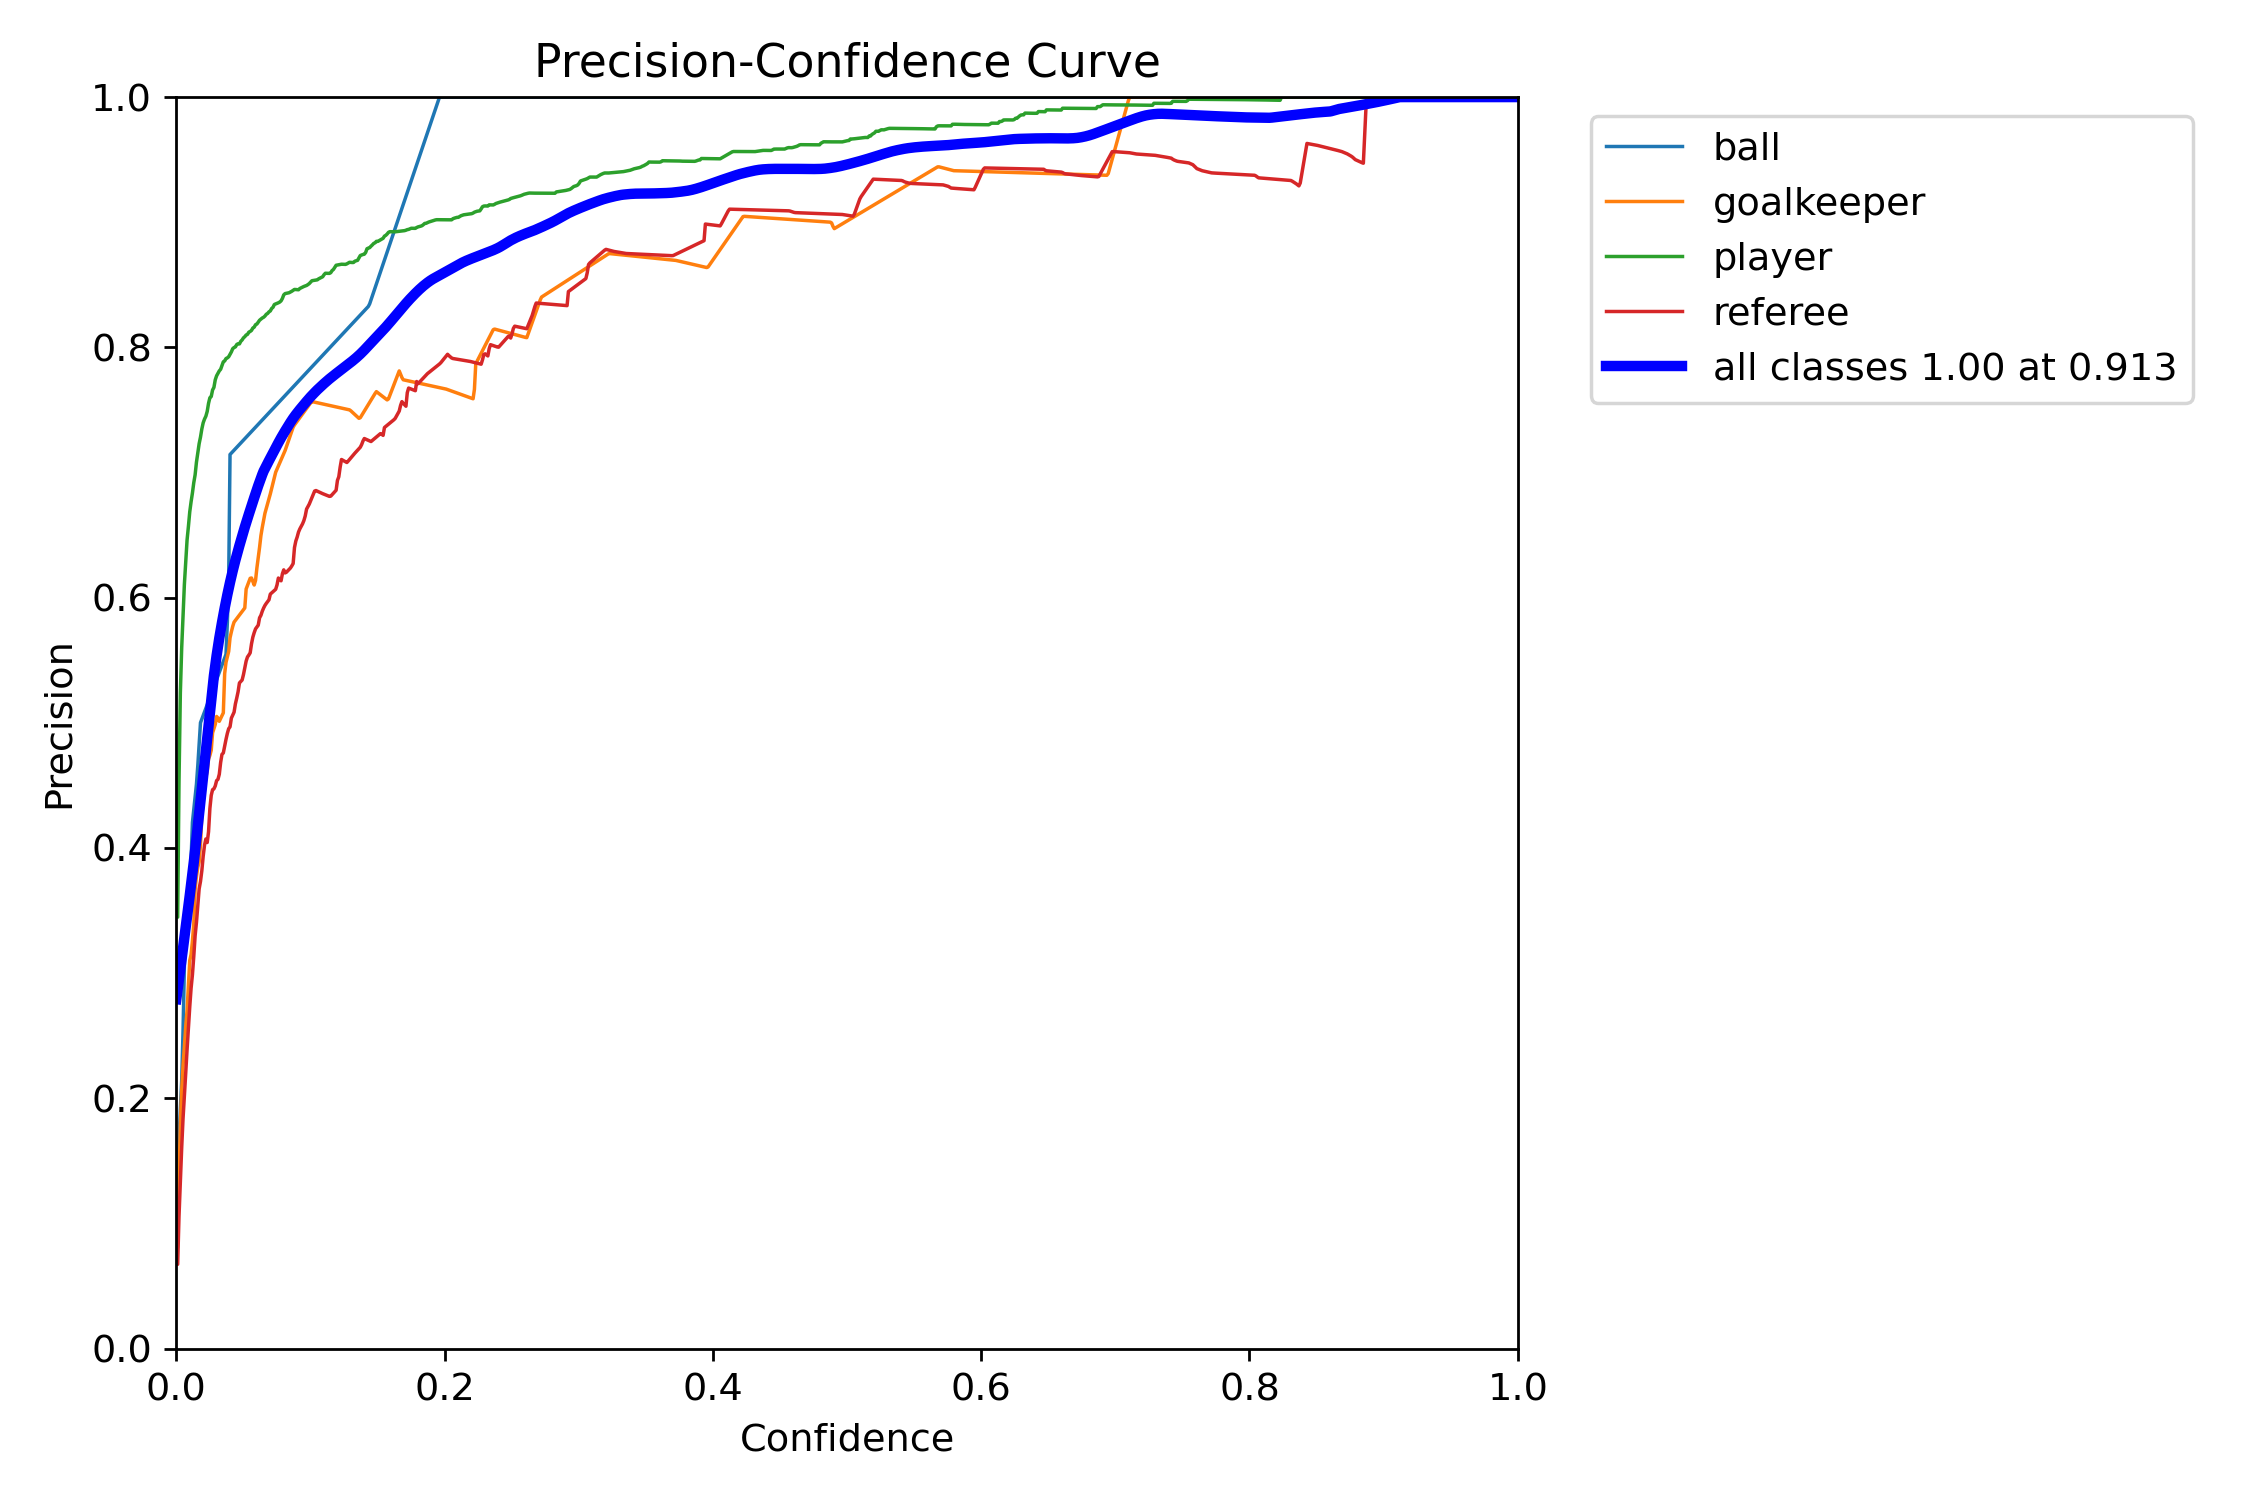 Precision-Confidence Curve
1.0
0.8
0.6
0.4
0.2
0.0
Precision
0.0 0.2 0.4 0.6 0.8 1.0
Confidence
ball
goalkeeper
player
referee
all classes 1.00 at 0.913